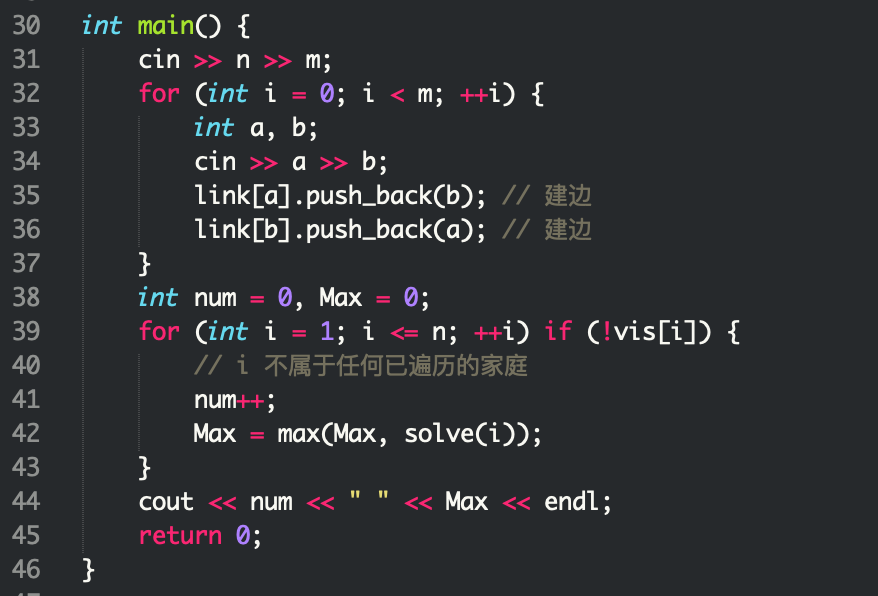 30 int main() {
31     cin >> n >> m;
32     for (int i = 0; i < m; ++i) {
33         int a, b;
34         cin >> a >> b;
35         link[a].push_back(b); // 建边
36         link[b].push_back(a); // 建边
37     }
38     int num = 0, Max = 0;
39     for (int i = 1; i <= n; ++i) if (!vis[i]) {
40         // i 不属于任何已遍历的家庭
41         num++;
42         Max = max(Max, solve(i));
43     }
44     cout << num << " " << Max << endl;
45     return 0;
46 }